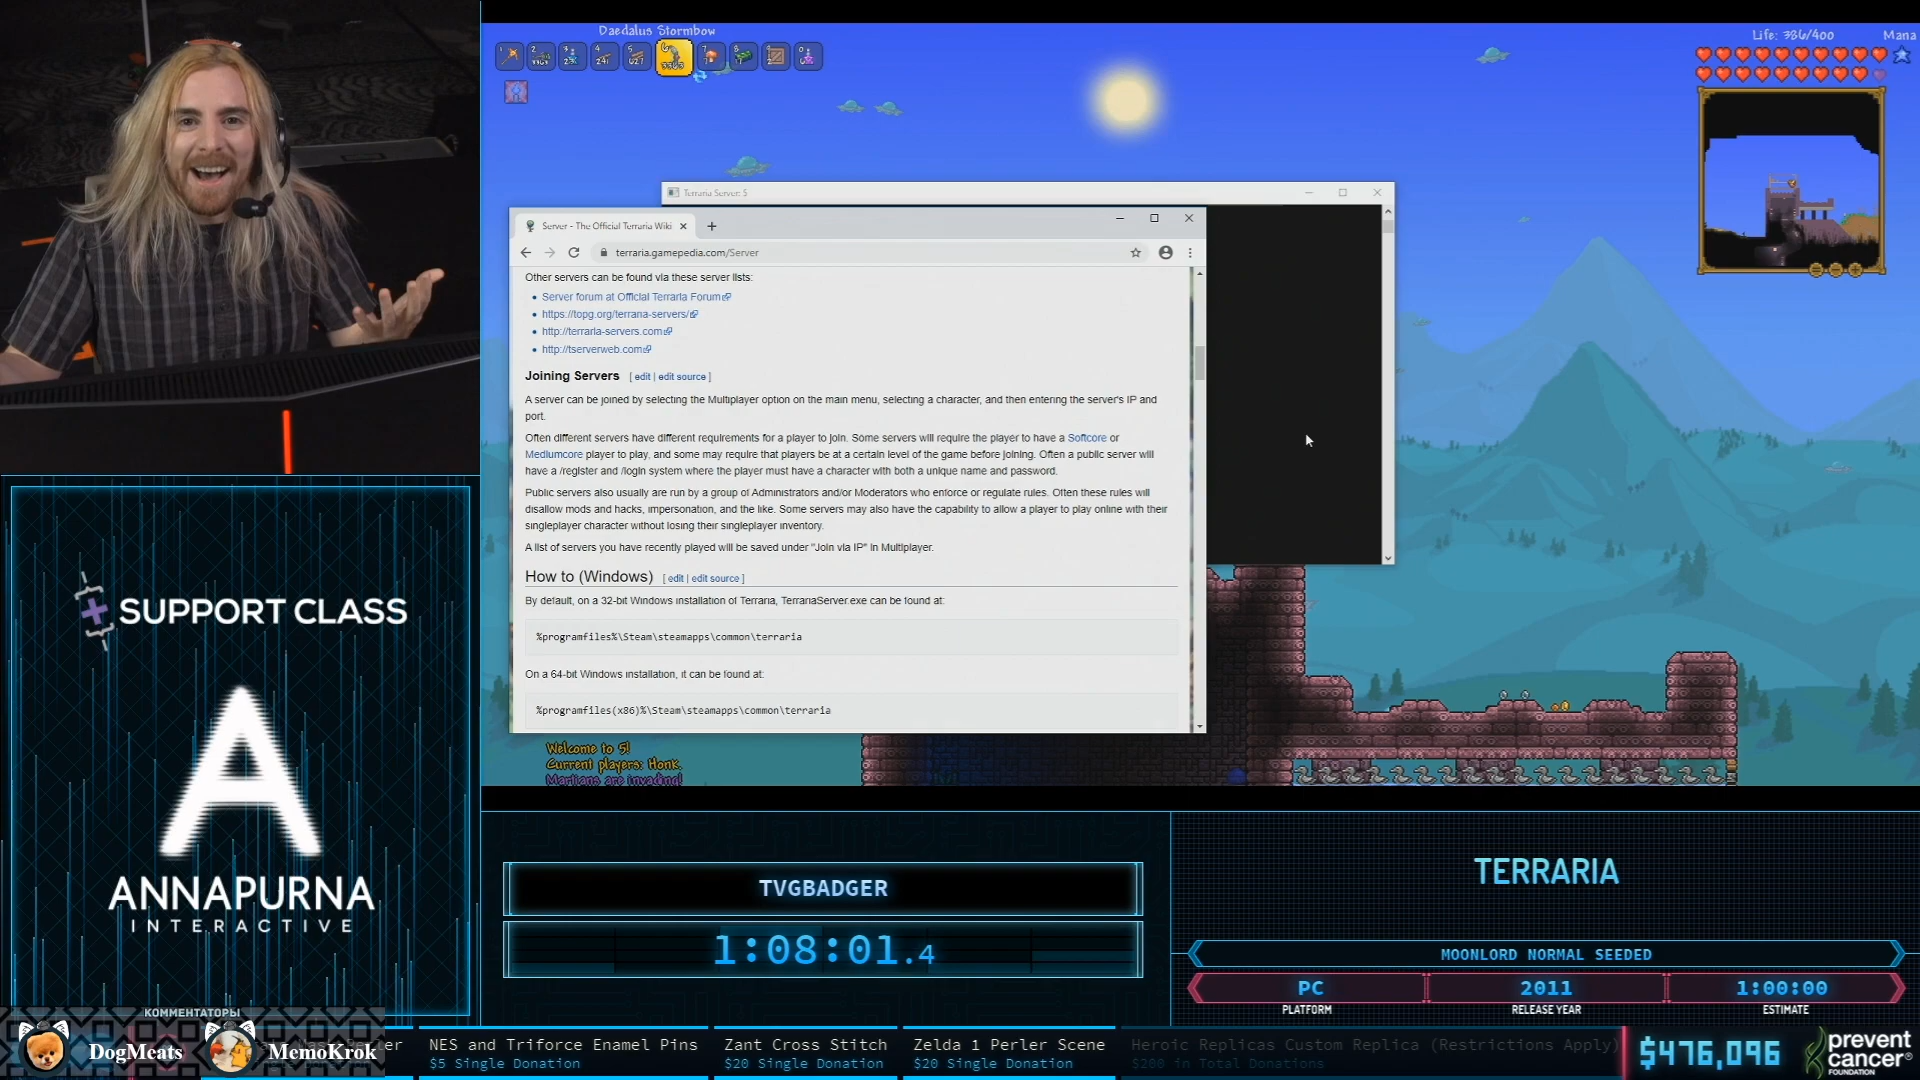 Daedalus Stormbow
Life: 386/400
Mana
Terraria Server: 5
Server - The Official Terraria Wiki
terraria.gamepedia.com/Server
Other servers can be found via these server lists:
Server forum at Official Terraria Forum
https://topg.org/terraria-servers/
http://terraria-servers.com
http://tserverweb.com
Joining Servers [ edit | edit source ]
A server can be joined by selecting the Multiplayer option on the main menu, selecting a character, and then entering the server's IP and
port.
Often different servers have different requirements for a player to join. Some servers will require the player to have a Softcore or
Mediumcore player to play, and some may require that players be at a certain level of the game before joining. Often a public server will
have a /register and /login system where the player must have a character with both a unique name and password.
Public servers also usually are run by a group of Administrators and/or Moderators who enforce or regulate rules. Often these rules will
disallow mods and hacks, impersonation, and the like. Some servers may also have the capability to allow a player to play online with their
singleplayer character without losing their singleplayer inventory.
A list of servers you have recently played will be saved under "Join via IP" in Multiplayer.
How to (Windows) [ edit | edit source ]
By default, on a 32-bit Windows installation of Terraria, TerrariaServer.exe can be found at:
%programfiles%\Steam\steamapps\common\terraria
On a 64-bit Windows installation, it can be found at:
%programfiles(x86)%\Steam\steamapps\common\terraria
Welcome to 5!
Current players: Honk.
Martians are invading!
SUPPORT CLASS
ANNAPURNA
INTERACTIVE
TVGBADGER
1:08:01.4
TERRARIA
MOONLORD NORMAL SEEDED
PC
PLATFORM
2011
RELEASE YEAR
1:00:00
ESTIMATE
КОММЕНТАТОРЫ
DogMeats
MemoKrok
NES and Triforce Enamel Pins
$5 Single Donation
Zant Cross Stitch
$20 Single Donation
Zelda 1 Perler Scene
$20 Single Donation
Heroic Replicas Custom Replica (Restrictions Apply)
$200 in Total Donations
$476,096
prevent
cancer®
FOUNDATION